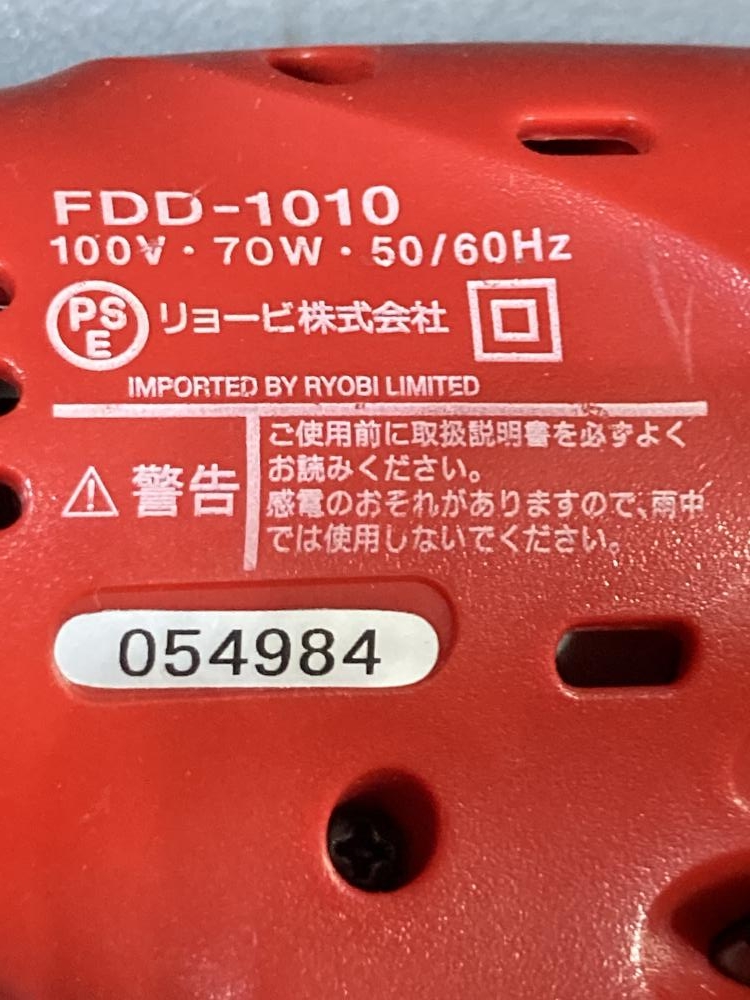 FDD-1010
100V・70W・50/60Hz
PSE リョービ株式会社
IMPORTED BY RYOBI LIMITED
⚠警告
ご使用前に取扱説明書を必ずよく
お読みください。
感電のおそれがありますので、雨中
では使用しないでください。
054984